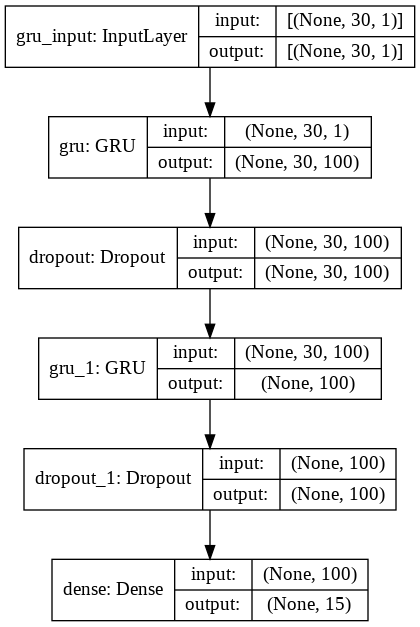 gru_input: InputLayer
input: [(None, 30, 1)]
output: [(None, 30, 1)]
gru: GRU
input: (None, 30, 1)
output: (None, 30, 100)
dropout: Dropout
input: (None, 30, 100)
output: (None, 30, 100)
gru_1: GRU
input: (None, 30, 100)
output: (None, 100)
dropout_1: Dropout
input: (None, 100)
output: (None, 100)
dense: Dense
input: (None, 100)
output: (None, 15)